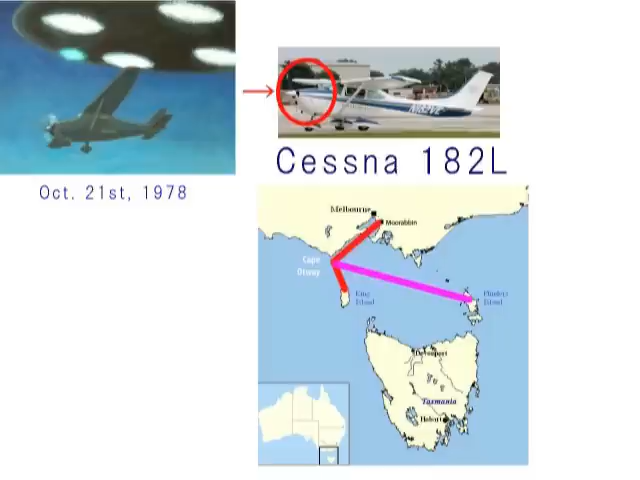 Cessna 182L
Oct. 21st, 1978
Melbourne
Moorabbin
Cape
Otway
King
Island
Flinders
Island
Devonport
Tasmania
Hobart